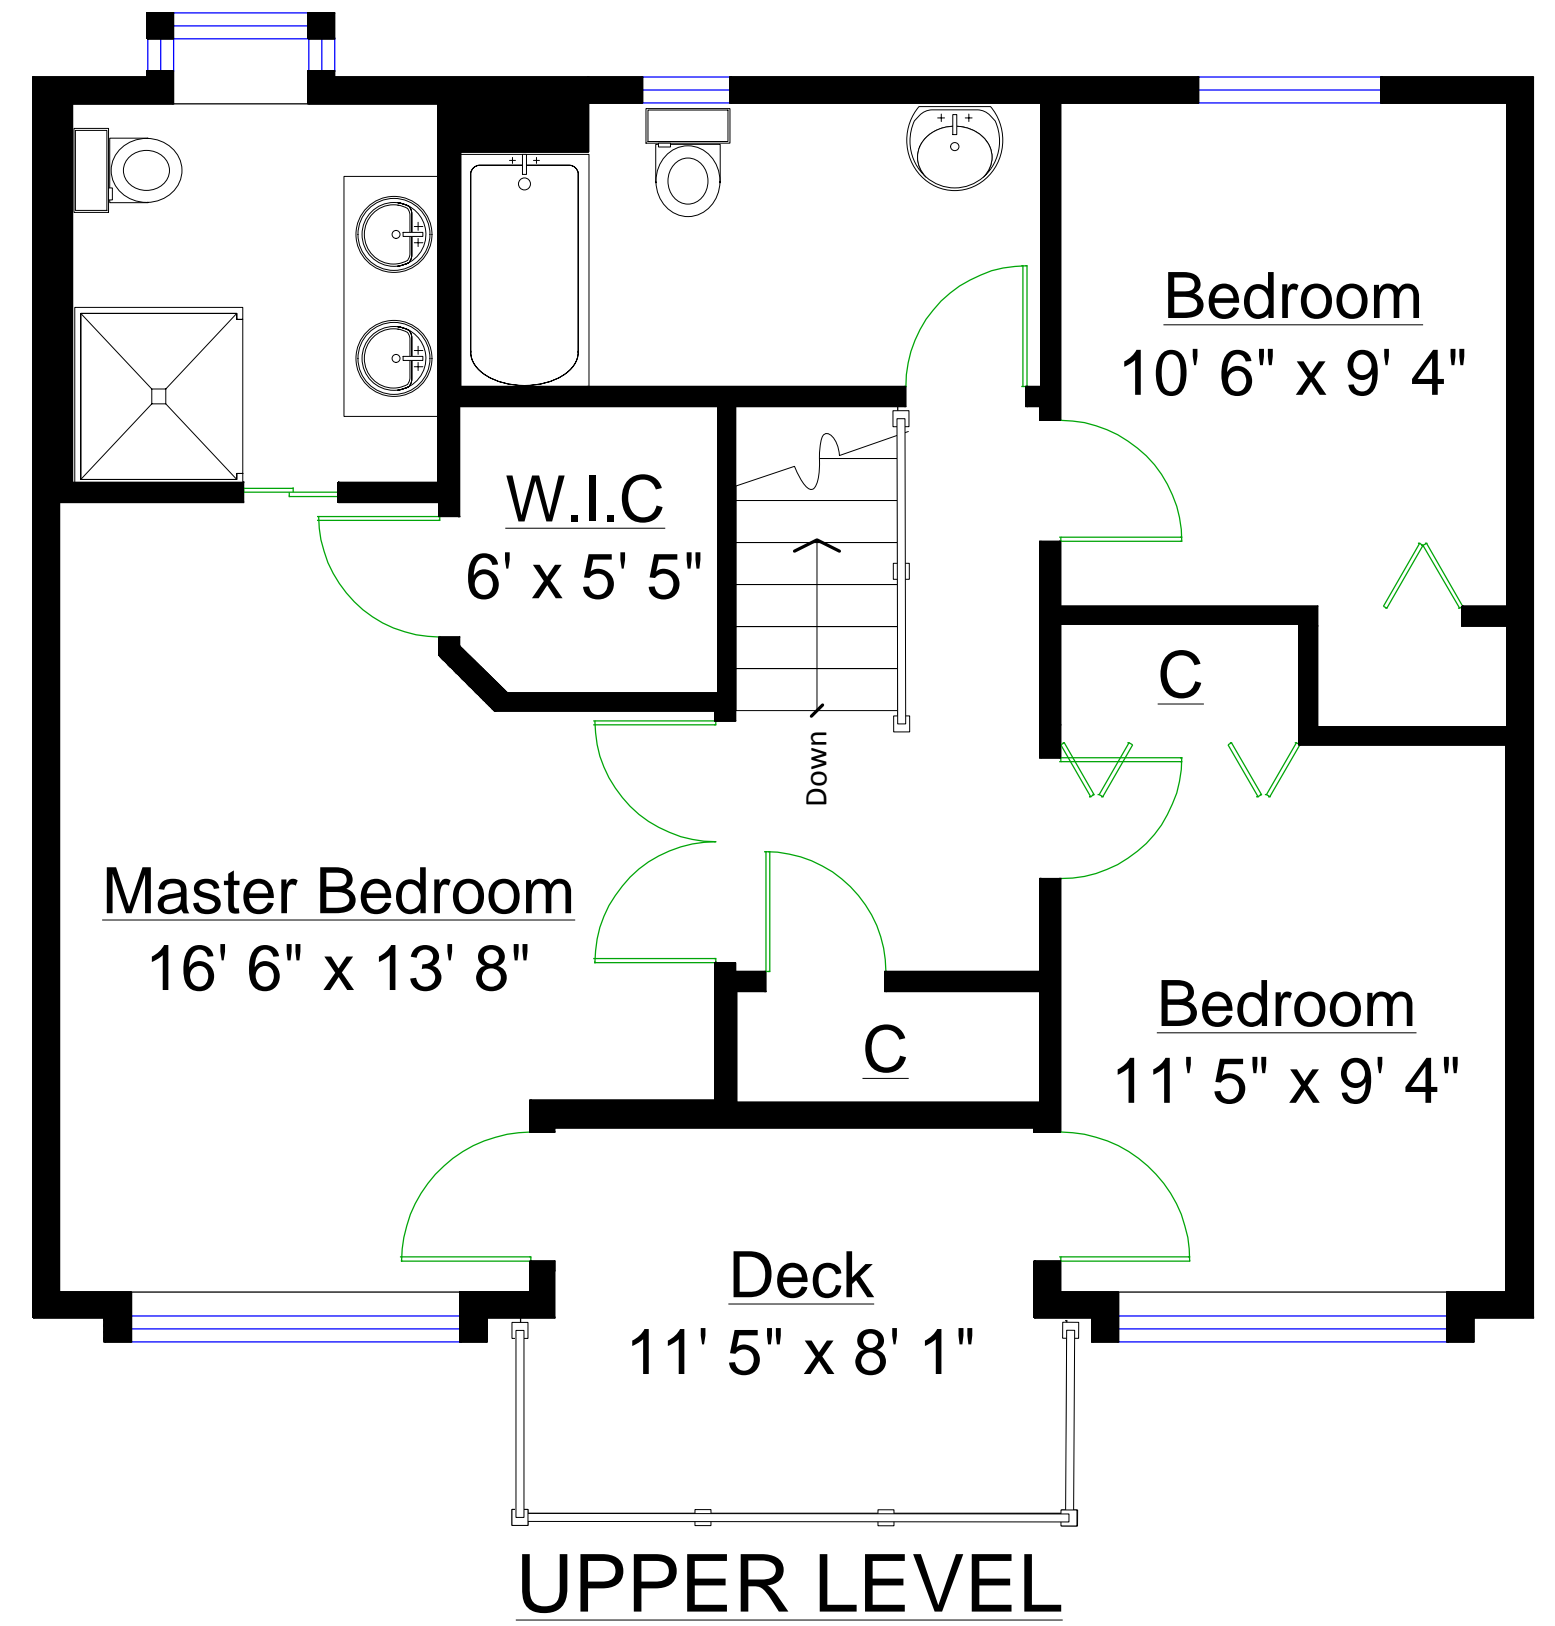 Bedroom
10' 6" x 9' 4"
W.I.C
6' x 5' 5"
C
Down
Master Bedroom
16' 6" x 13' 8"
Bedroom
11' 5" x 9' 4"
C
Deck
11' 5" x 8' 1"
UPPER LEVEL